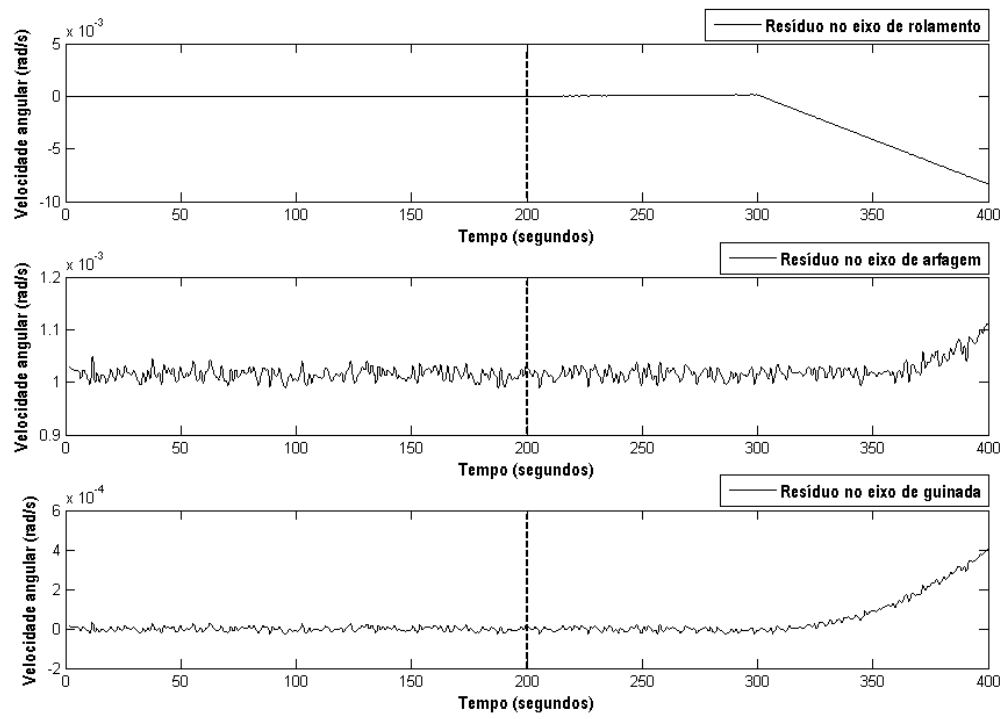 Resíduo no eixo de rolamento
x 10⁻³
5
0
-5
-10
Velocidade angular (rad/s)
0 50 100 150 200 250 300 350 400
Tempo (segundos)
Resíduo no eixo de arfagem
x 10⁻³
1.2
1.1
1
0.9
Velocidade angular (rad/s)
0 50 100 150 200 250 300 350 400
Tempo (segundos)
Resíduo no eixo de guinada
x 10⁻⁴
6
4
2
0
-2
Velocidade angular (rad/s)
0 50 100 150 200 250 300 350 400
Tempo (segundos)